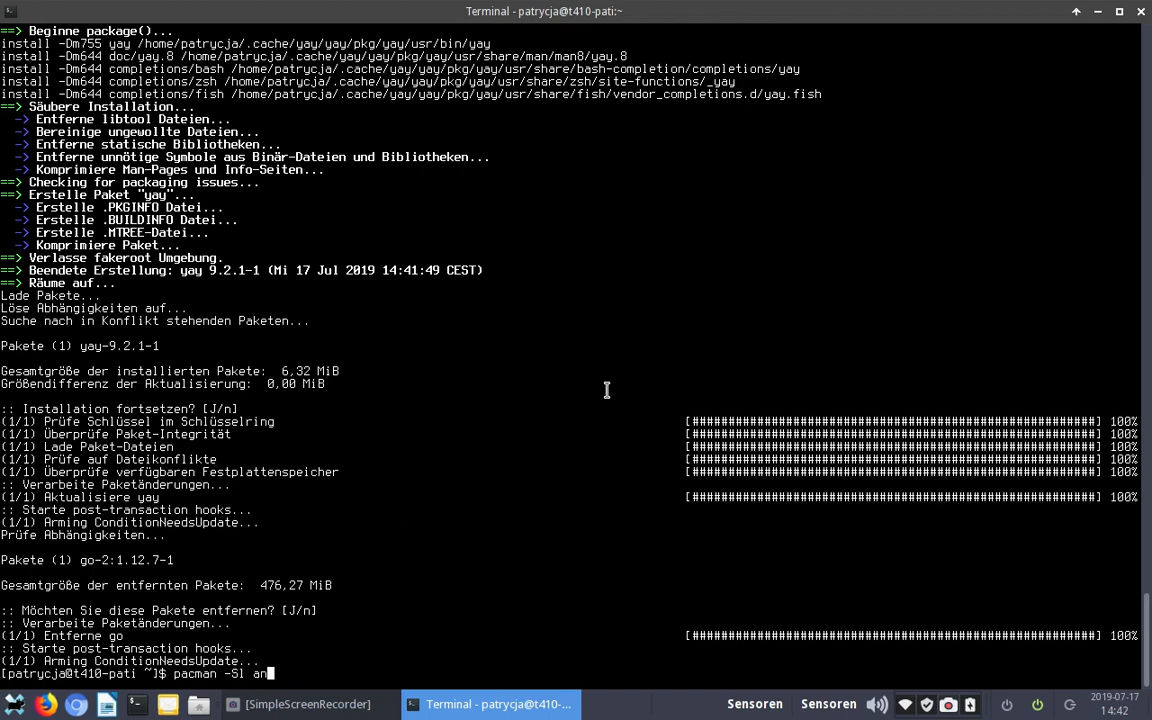 Terminal - patrycja@t410-pati:~
==> Beginne package()...
install -Dm755 yay /home/patrycja/.cache/yay/yay/pkg/yay/usr/bin/yay
install -Dm644 doc/yay.8 /home/patrycja/.cache/yay/yay/pkg/yay/usr/share/man/man8/yay.8
install -Dm644 completions/bash /home/patrycja/.cache/yay/yay/pkg/yay/usr/share/bash-completion/completions/yay
install -Dm644 completions/zsh /home/patrycja/.cache/yay/yay/pkg/yay/usr/share/zsh/site-functions/_yay
install -Dm644 completions/fish /home/patrycja/.cache/yay/yay/pkg/yay/usr/share/fish/vendor_completions.d/yay.fish
==> Säubere Installation...
-> Entferne libtool Dateien...
-> Bereinige ungewollte Dateien...
-> Entferne statische Bibliotheken...
-> Entferne unnötige Symbole aus Binär-Dateien und Bibliotheken...
-> Komprimiere Man-Pages und Info-Seiten...
==> Checking for packaging issues...
==> Erstelle Paket "yay"...
-> Erstelle .PKGINFO Datei...
-> Erstelle .BUILDINFO Datei...
-> Erstelle .MTREE-Datei...
-> Komprimiere Paket...
==> Verlasse fakeroot Umgebung.
==> Beendete Erstellung: yay 9.2.1-1 (Mi 17 Jul 2019 14:41:49 CEST)
==> Räume auf...
Lade Pakete...
Löse Abhängigkeiten auf...
Suche nach in Konflikt stehenden Paketen...
Pakete (1) yay-9.2.1-1
Gesamtgröße der installierten Pakete:  6,32 MiB
Größendifferenz der Aktualisierung:  0,00 MiB
:: Installation fortsetzen? [J/n]
(1/1) Prüfe Schlüssel im Schlüsselring [########################################################] 100%
(1/1) Überprüfe Paket-Integrität [########################################################] 100%
(1/1) Lade Paket-Dateien [########################################################] 100%
(1/1) Prüfe auf Dateikonflikte [########################################################] 100%
(1/1) Überprüfe verfügbaren Festplattenspeicher [########################################################] 100%
:: Verarbeite Paketänderungen...
(1/1) Aktualisiere yay [########################################################] 100%
:: Starte post-transaction hooks...
(1/1) Arming ConditionNeedsUpdate...
Prüfe Abhängigkeiten...
Pakete (1) go-2:1.12.7-1
Gesamtgröße der entfernten Pakete:  476,27 MiB
:: Möchten Sie diese Pakete entfernen? [J/n]
:: Verarbeite Paketänderungen...
(1/1) Entferne go [########################################################] 100%
:: Starte post-transaction hooks...
(1/1) Arming ConditionNeedsUpdate...
[patrycja@t410-pati ~]$ pacman -Sl an
[SimpleScreenRecorder] Terminal - patrycja@t410-... Sensoren Sensoren 2019-07-17
14:42